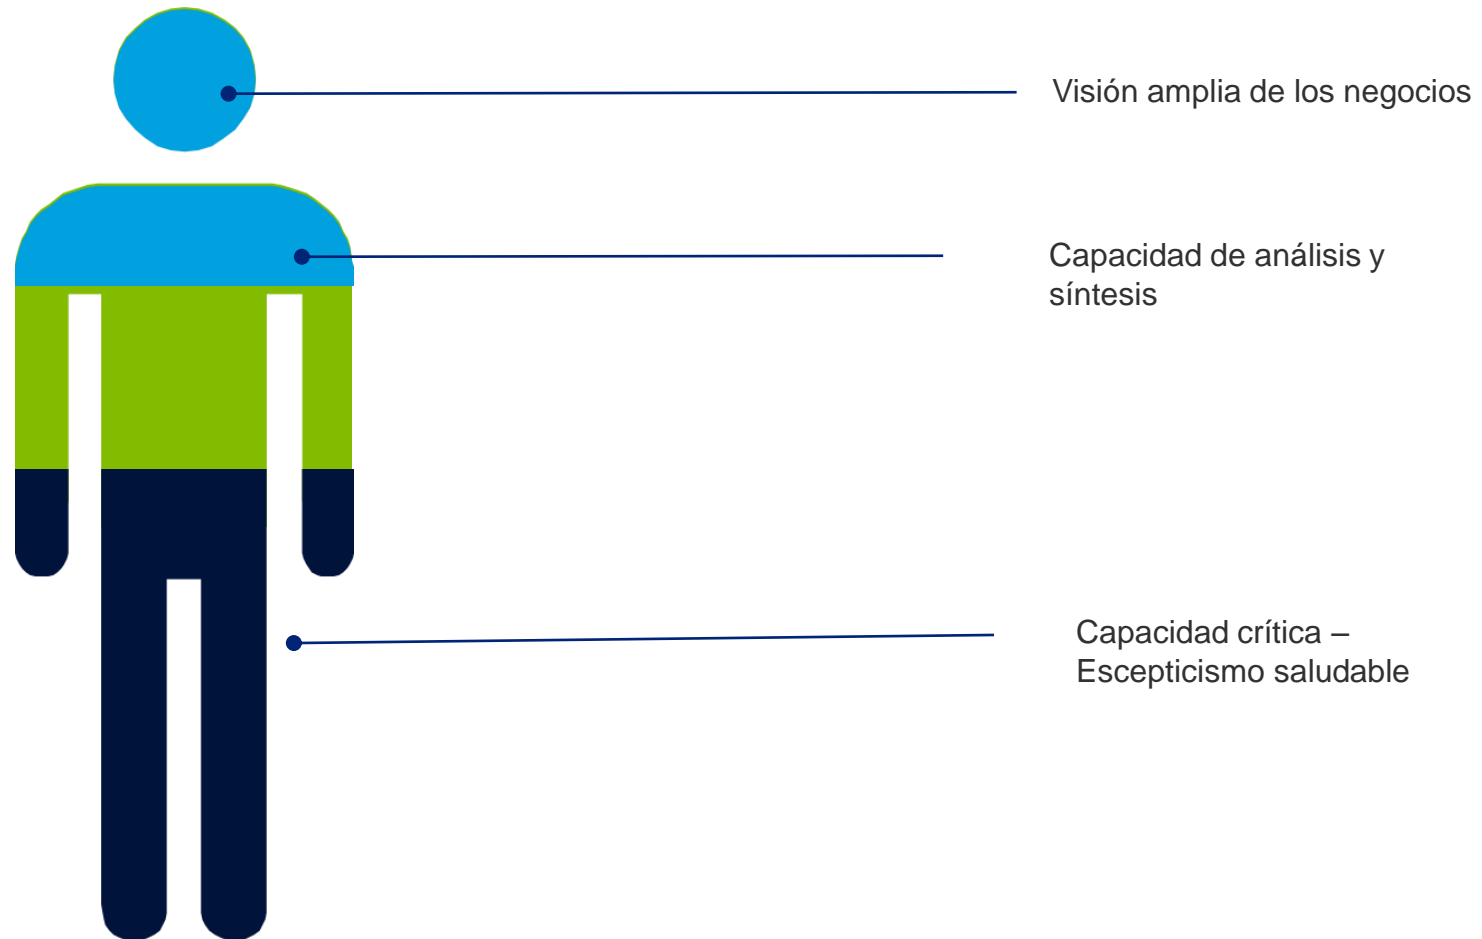 Visión amplia de los negocios
Capacidad de análisis y
síntesis
Capacidad crítica –
Escepticismo saludable